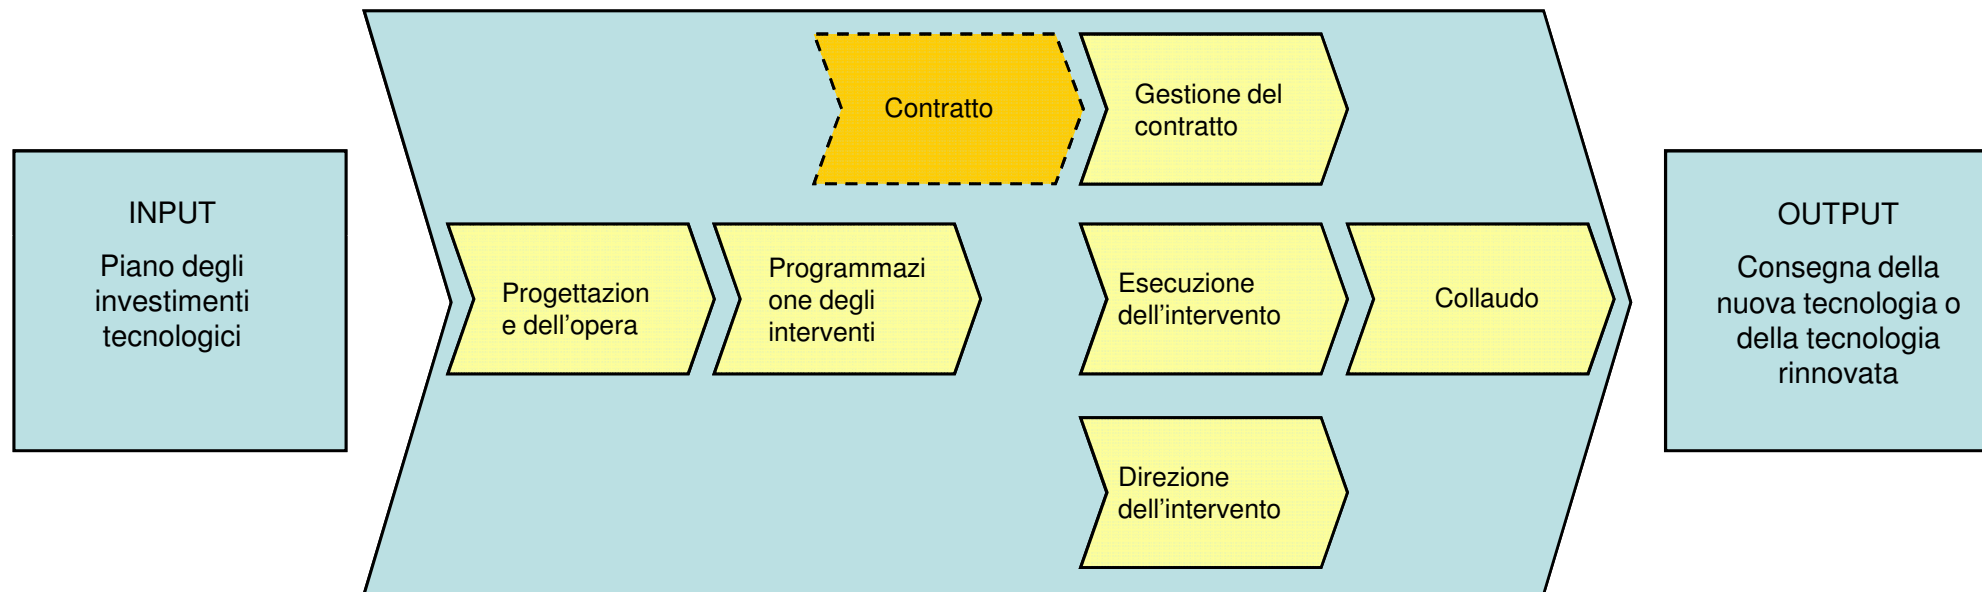 Contratto
Gestione del
contratto
INPUT
Piano degli
investimenti
tecnologici
Progettazion
e dell’opera
Programmazi
one degli
interventi
Esecuzione
dell’intervento
Collaudo
OUTPUT
Consegna della
nuova tecnologia o
della tecnologia
rinnovata
Direzione
dell’intervento